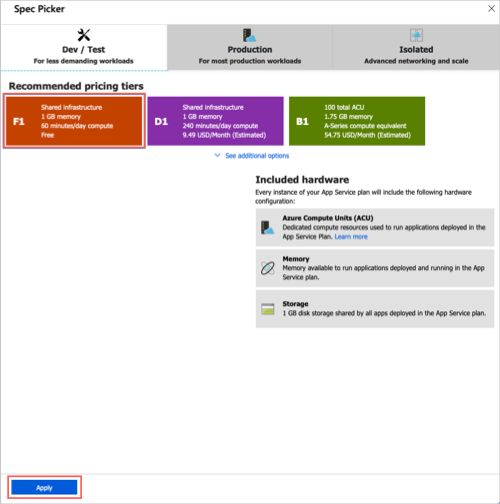 Spec Picker
Dev / Test
For less demanding workloads
Production
For most production workloads
Isolated
Advanced networking and scale
Recommended pricing tiers
F1
Shared infrastructure
1 GB memory
60 minutes/day compute
Free
D1
Shared infrastructure
1 GB memory
240 minutes/day compute
9.49 USD/Month (Estimated)
B1
100 total ACU
1.75 GB memory
A-Series compute equivalent
54.75 USD/Month (Estimated)
See additional options
Included hardware
Every instance of your App Service plan will include the following hardware
configuration:
Azure Compute Units (ACU)
Dedicated compute resources used to run applications deployed in the
App Service Plan. Learn more
Memory
Memory available to run applications deployed and running in the App
Service plan.
Storage
1 GB disk storage shared by all apps deployed in the App Service plan.
Apply